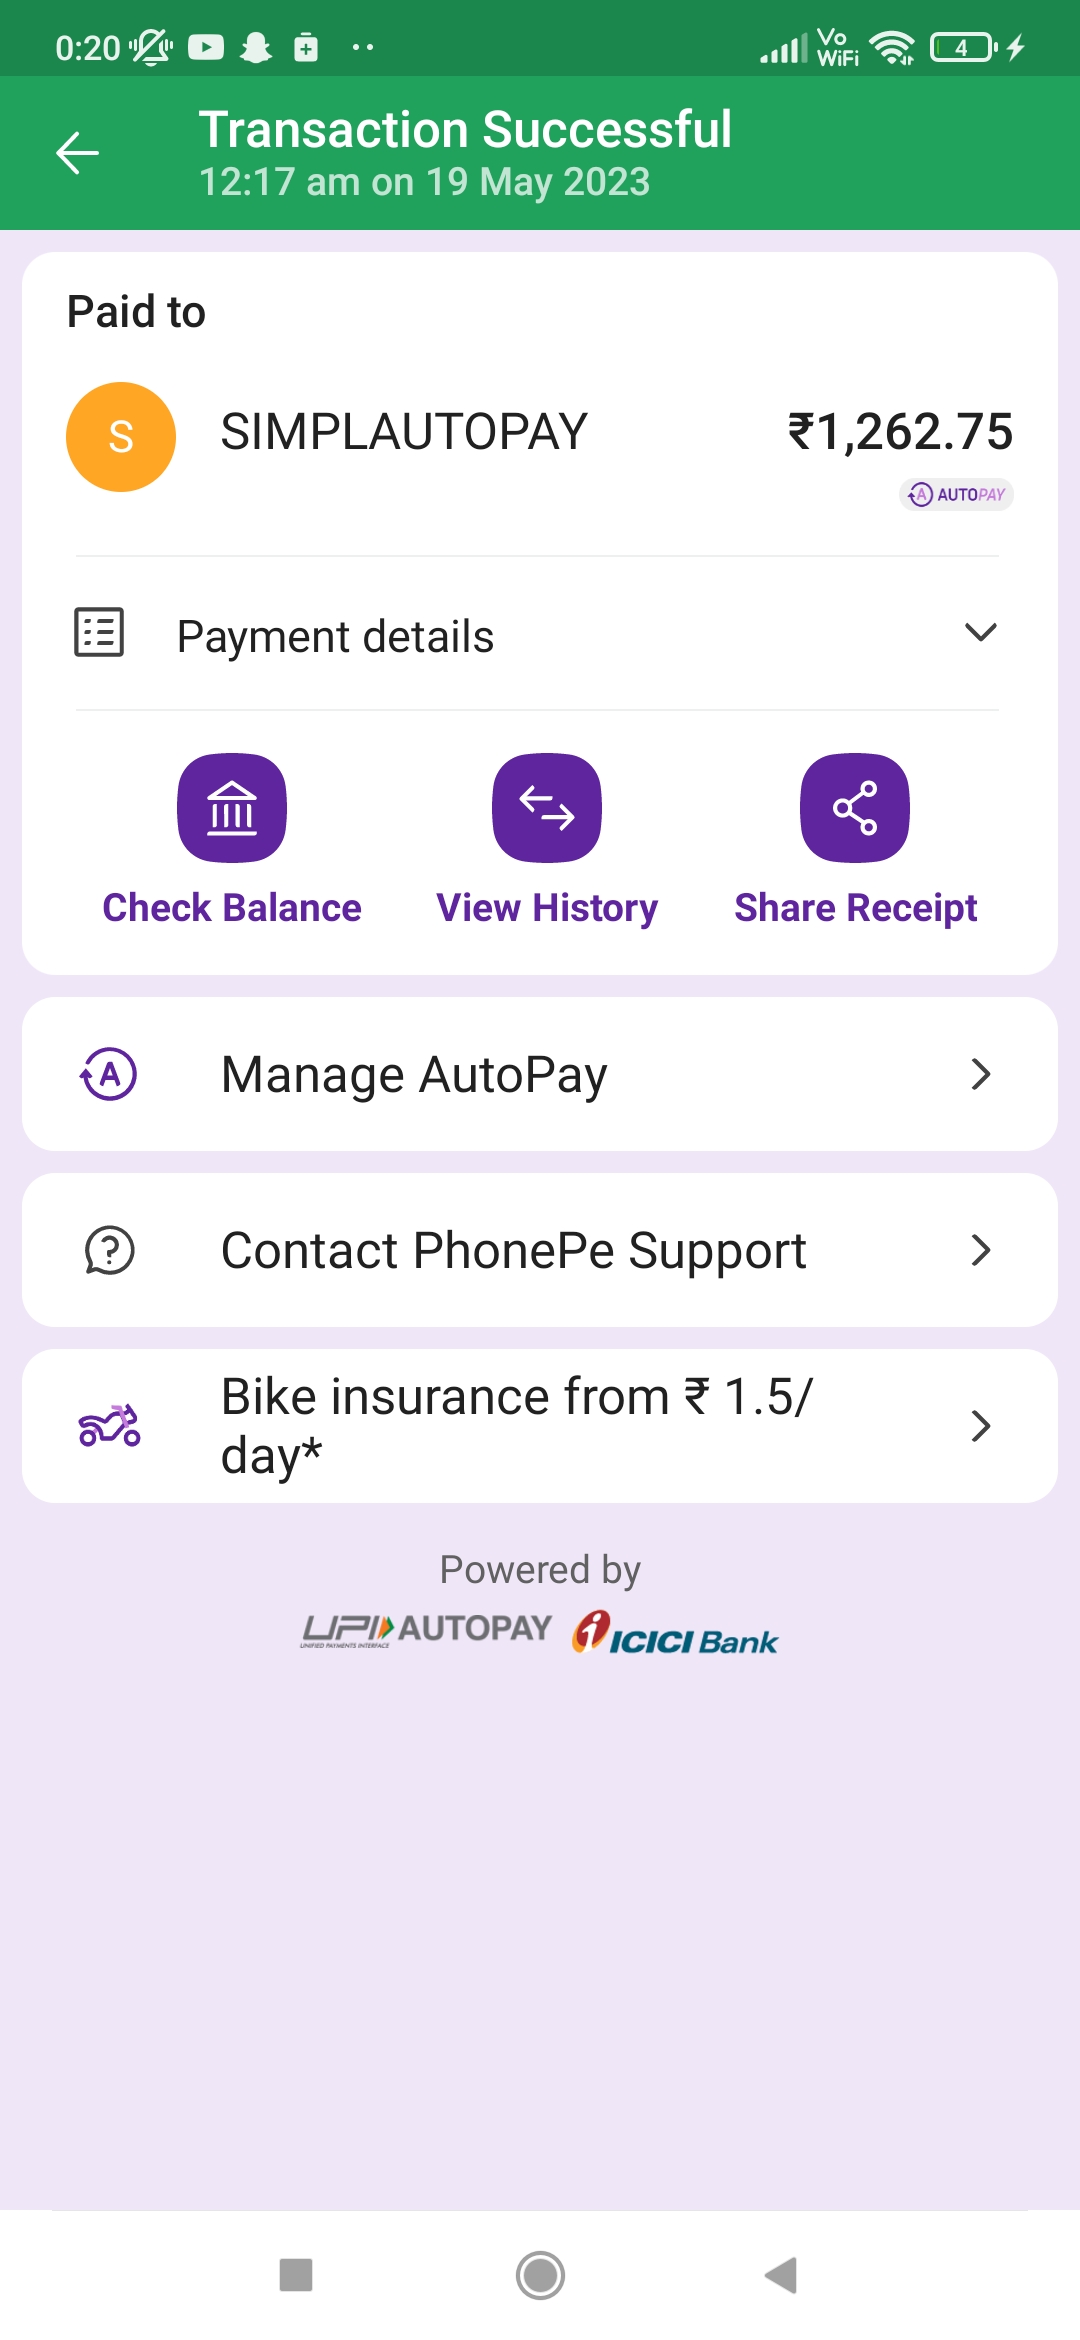 0:20
Vo
WiFi
4
Transaction Successful
12:17 am on 19 May 2023
Paid to
S
SIMPLAUTOPAY
₹1,262.75
A AUTOPAY
Payment details
Check Balance
View History
Share Receipt
A
Manage AutoPay
?
Contact PhonePe Support
Bike insurance from ₹ 1.5/
day*
Powered by
UPI AUTOPAY
UNIFIED PAYMENTS INTERFACE
i ICICI Bank